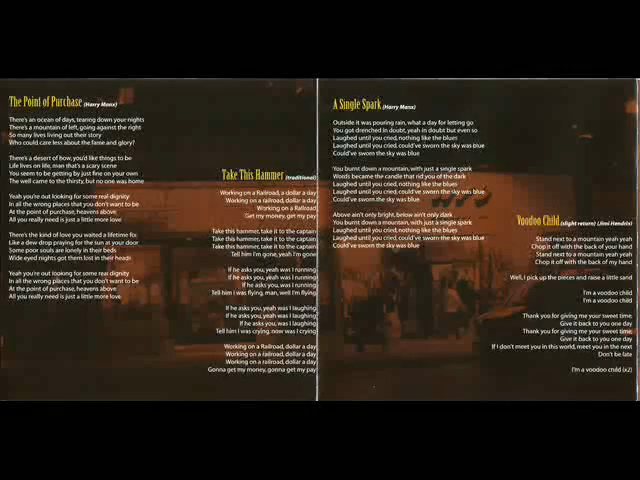 The Point of Purchase (Harry Manx)
There's an ocean of days, tearing down your nights
There's a mountain of left, going against the right
So many lives living out their story
Who could care less about the fame and glory?
There's a desert of how, you'd like things to be
Life lives on life, man that's a scary scene
You seem to be getting by just fine on your own
The well came to the thirsty, but no one was home
Yeah you're out looking for some real dignity
In all the wrong places that you don't want to be
At the point of purchase, heavens above
All you really need is just a little more love
There's the kind of love you waited a lifetime for
Like a dew drop praying for the sun at your door
Some poor souls are lonely in their beds
Wide eyed nights got them lost in their heads
Yeah you're out looking for some real dignity
In all the wrong places that you don't want to be
At the point of purchase, heavens above
All you really need is just a little more love
Take This Hammer (traditional)
Working on a Railroad, a dollar a day
Working on a railroad, dollar a day
Working on a Railroad
Get my money, get my pay
Take this hammer, take it to the captain
Take this hammer, take it to the captain
Take this hammer, take it to the captain
Tell him I'm gone, yeah I'm gone
If he asks you, yeah was I running
If he asks you, was I running
If he asks you, was I running
Tell him I was flying, man, well I'm flying
If he asks you, yeah was I laughing
If he asks you, yeah was I laughing
If he asks you, was I laughing
Tell him I was crying, now was I crying
Working on a Railroad, dollar a day
Working on a railroad, dollar a day
Working on a railroad, dollar a day
Gonna get my money, gonna get my pay
A Single Spark (Harry Manx)
Outside it was pouring rain, what a day for letting go
You got drenched in doubt, yeah in doubt but even so
Laughed until you cried, nothing like the blues
Laughed until you cried, could've sworn the sky was blue
Could've sworn the sky was blue
You burnt down a mountain, with just a single spark
Words became the candle that rid you of the dark
Laughed until you cried, nothing like the blues
Laughed until you cried, could've sworn the sky was blue
Could've sworn the sky was blue
Above ain't only bright, below ain't only dark
You burnt down a mountain, with just a single spark
Laughed until you cried, nothing like the blues
Laughed until you cried, could've sworn the sky was blue
Could've sworn the sky was blue
Voodoo Child (slight return) (Jimi Hendrix)
Stand next to a mountain yeah yeah
Chop it off with the back of your hand
Stand next to a mountain yeah yeah
Chop it off with the back of my hand
Well, I pick up the pieces and raise a little sand
I'm a voodoo child
I'm a voodoo child
Thank you for giving me your sweet time,
Give it back to you one day
Thank you for giving me your sweet time,
Give it back to you one day
If I don't meet you in this world, meet you in the next
Don't be late
I'm a voodoo child (x2)